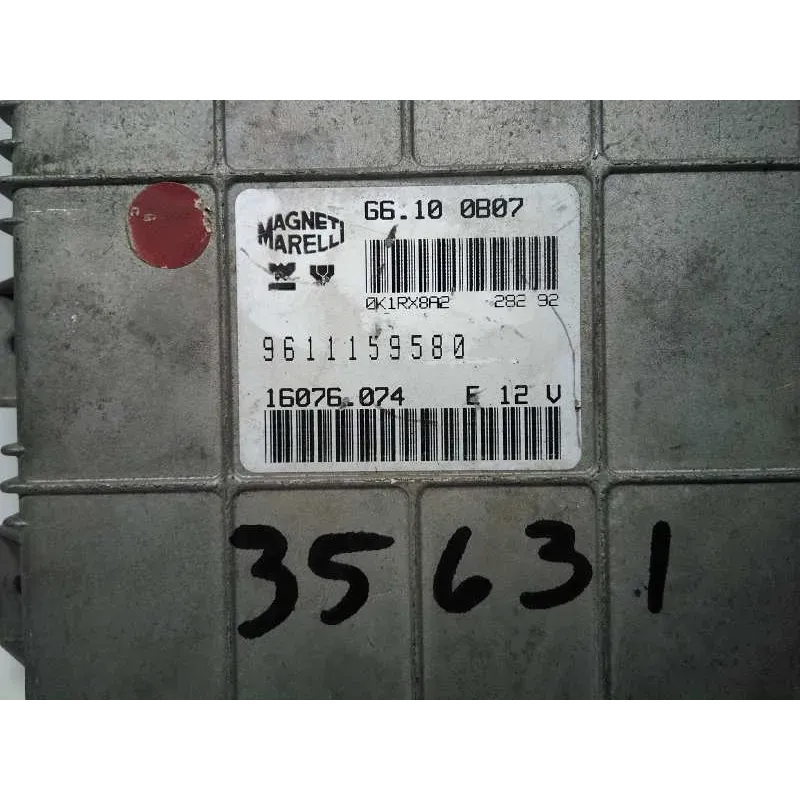 G6.10 0B07
MAGNETI
MARELLI
0K1RX8A2 282 92
9611159580
16076.074 E 12 V
35631